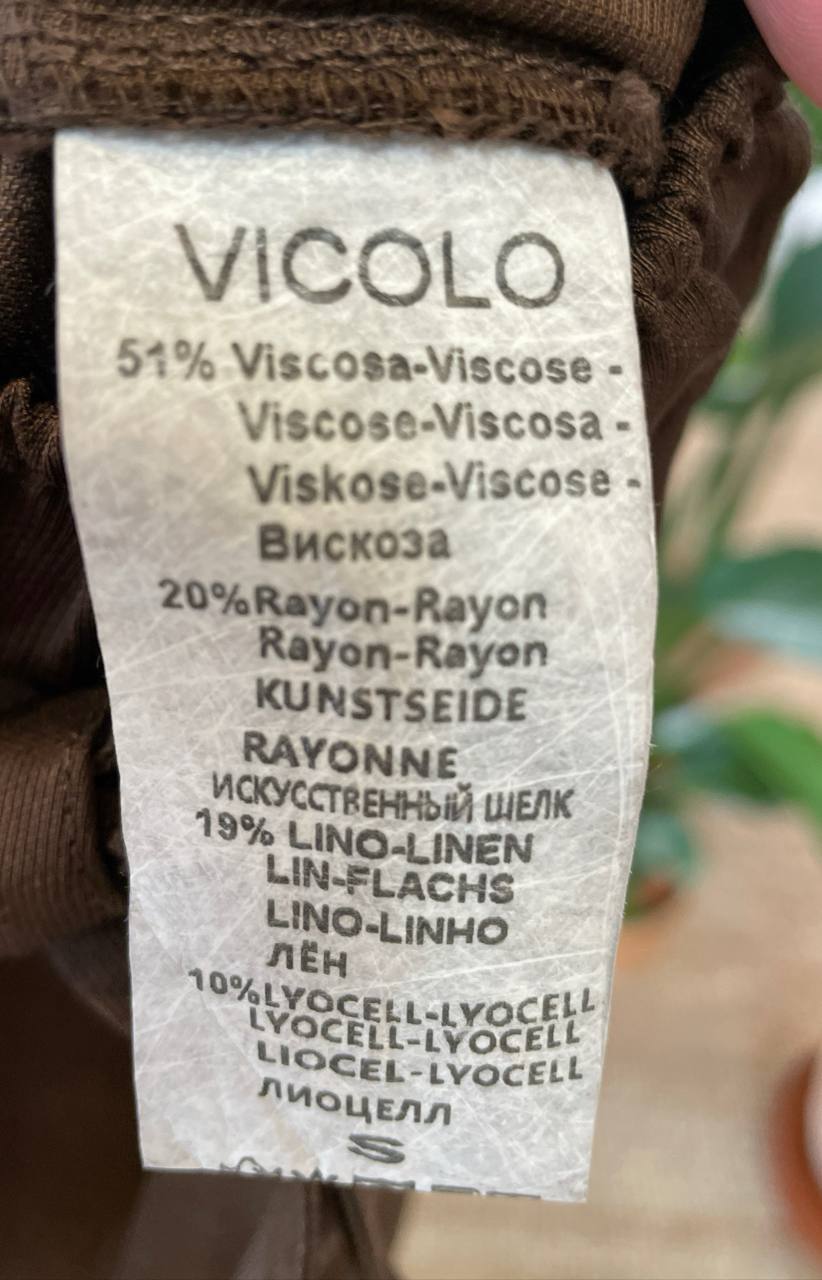 VICOLO
51% Viscosa-Viscose -
Viscose-Viscosa -
Viskose-Viscose -
Вискоза
20%Rayon-Rayon
Rayon-Rayon
KUNSTSEIDE
RAYONNE
ИСКУССТВЕННЫЙ ШЕЛК
19% LINO-LINEN
LIN-FLACHS
LINO-LINHO
ЛЁН
10%LYOCELL-LYOCELL
LYOCELL-LYOCELL
LIOCEL-LYOCELL
ЛИОЦЕЛЛ
S